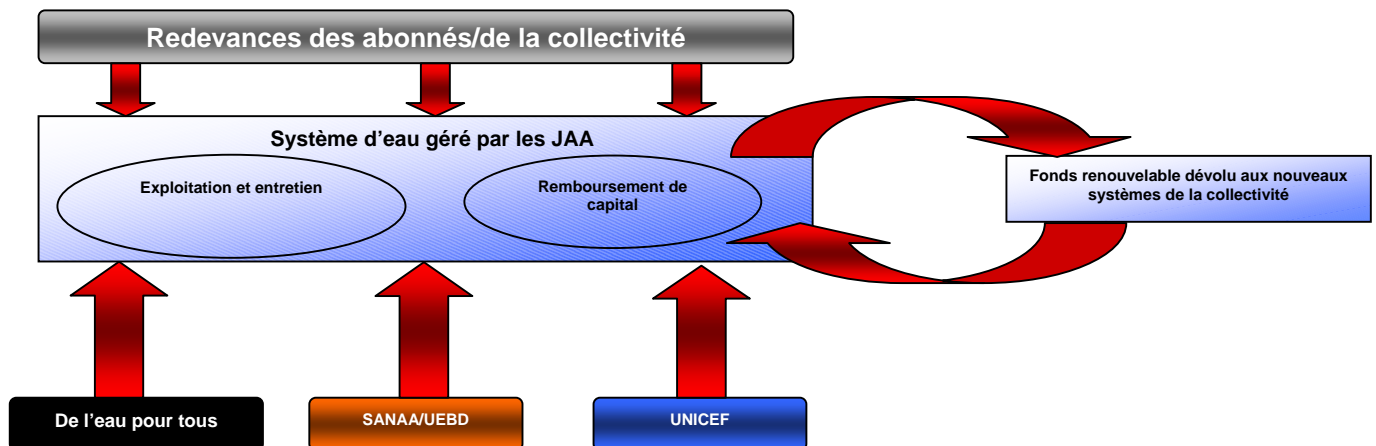 Redevances des abonnés/de la collectivité
Système d’eau géré par les JAA
Exploitation et entretien
Remboursement de
capital
Fonds renouvelable dévolu aux nouveaux
systèmes de la collectivité
De l’eau pour tous
SANAA/UEBD
UNICEF